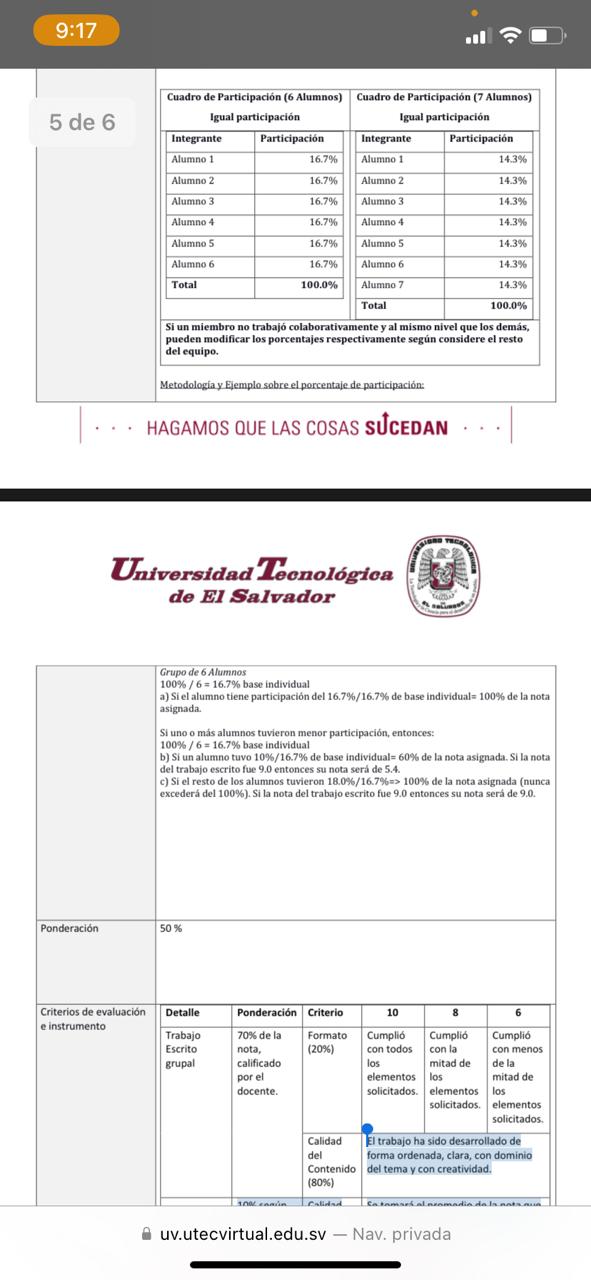 9:17
5 de 6
Cuadro de Participación (6 Alumnos)
Igual participación
Integrante Participación
Alumno 1 16.7%
Alumno 2 16.7%
Alumno 3 16.7%
Alumno 4 16.7%
Alumno 5 16.7%
Alumno 6 16.7%
Total 100.0%
Cuadro de Participación (7 Alumnos)
Igual participación
Integrante Participación
Alumno 1 14.3%
Alumno 2 14.3%
Alumno 3 14.3%
Alumno 4 14.3%
Alumno 5 14.3%
Alumno 6 14.3%
Alumno 7 14.3%
Total 100.0%
Si un miembro no trabajó colaborativamente y al mismo nivel que los demás,
pueden modificar los porcentajes respectivamente según considere el resto
del equipo.
Metodología y Ejemplo sobre el porcentaje de participación:
HAGAMOS QUE LAS COSAS SUCEDAN
Universidad Tecnológica
de El Salvador
Grupo de 6 Alumnos
100% / 6 = 16.7% base individual
a) Si el alumno tiene participación del 16.7%/16.7% de base individual= 100% de la nota
asignada.
Si uno o más alumnos tuvieron menor participación, entonces:
100% / 6 = 16.7% base individual
b) Si un alumno tuvo 10%/16.7% de base individual= 60% de la nota asignada. Si la nota
del trabajo escrito fue 9.0 entonces su nota será de 5.4.
c) Si el resto de los alumnos tuvieron 18.0%/16.7%=> 100% de la nota asignada (nunca
excederá del 100%). Si la nota del trabajo escrito fue 9.0 entonces su nota será de 9.0.
Ponderación
50 %
Criterios de evaluación
e instrumento
Detalle Ponderación Criterio 10 8 6
Trabajo
Escrito
grupal
70% de la
nota,
calificado
por el
docente.
Formato
(20%)
Cumplió
con todos
los
elementos
solicitados.
Cumplió
con la
mitad de
los
elementos
solicitados.
Cumplió
con menos
de la
mitad de
los
elementos
solicitados.
Calidad
del
Contenido
(80%)
El trabajo ha sido desarrollado de
forma ordenada, clara, con dominio
del tema y con creatividad.
10% según
Calidad
Se tomará el promedio de la nota que
uv.utecvirtual.edu.sv — Nav. privada